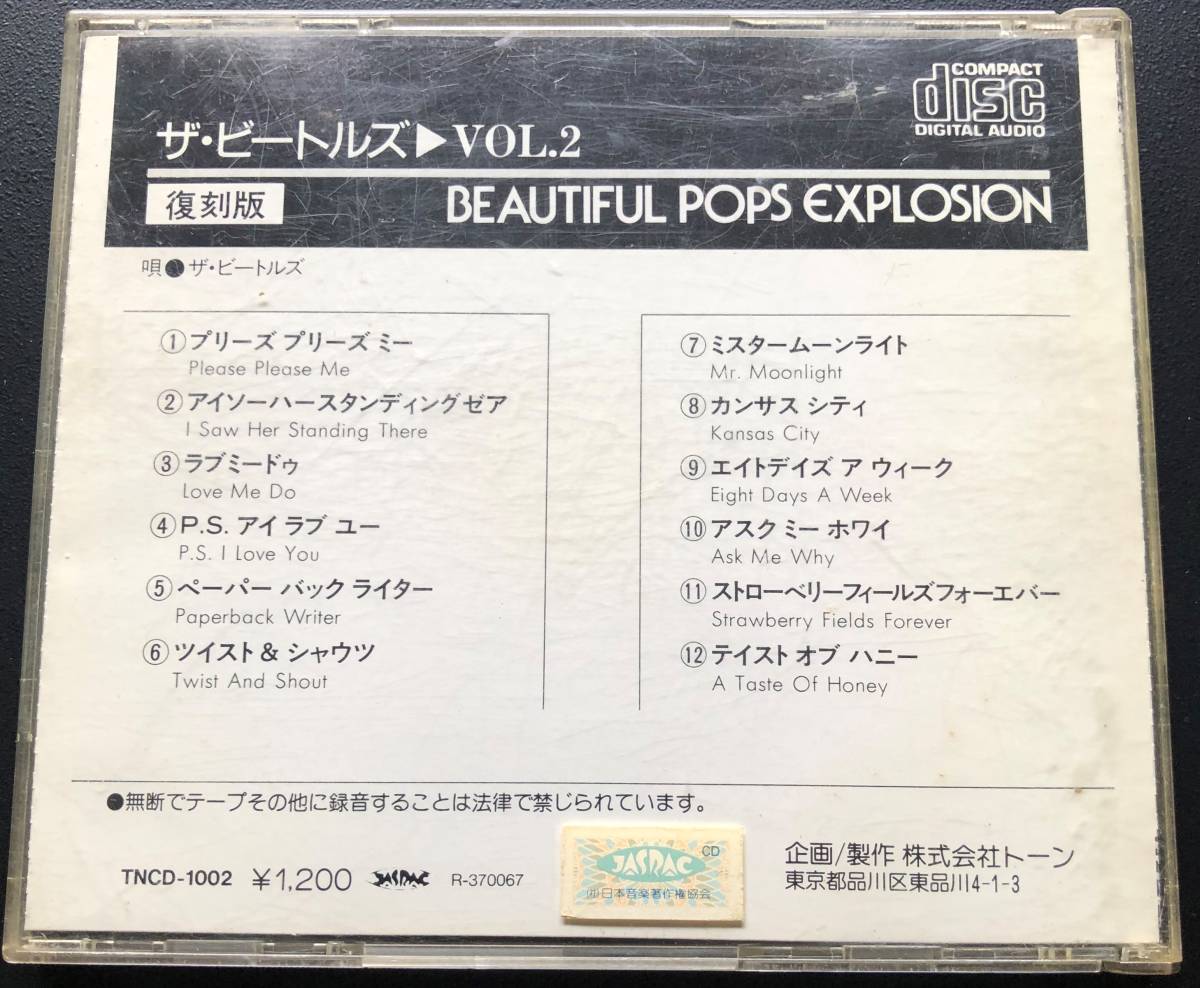 COMPACT
disc
DIGITAL AUDIO
ザ・ビートルズ▶VOL.2
復刻版
BEAUTIFUL POPS EXPLOSION
唄●ザ・ビートルズ
①プリーズ プリーズ ミー
Please Please Me
②アイソーハースタンディングゼア
I Saw Her Standing There
③ラブミードゥ
Love Me Do
④P.S. アイ ラブ ユー
P.S. I Love You
⑤ペーパー バック ライター
Paperback Writer
⑥ツイスト & シャウツ
Twist And Shout
⑦ミスタームーンライト
Mr. Moonlight
⑧カンサス シティ
Kansas City
⑨エイトデイズ ア ウィーク
Eight Days A Week
⑩アスク ミー ホワイ
Ask Me Why
⑪ストローベリーフィールズフォーエバー
Strawberry Fields Forever
⑫テイスト オブ ハニー
A Taste Of Honey
●無断でテープその他に録音することは法律で禁じられています。
TNCD-1002 ¥1,200 JASRAC R-370067
JASRAC CD
㈳日本音楽著作権協会
企画/製作 株式会社トーン
東京都品川区東品川4-1-3